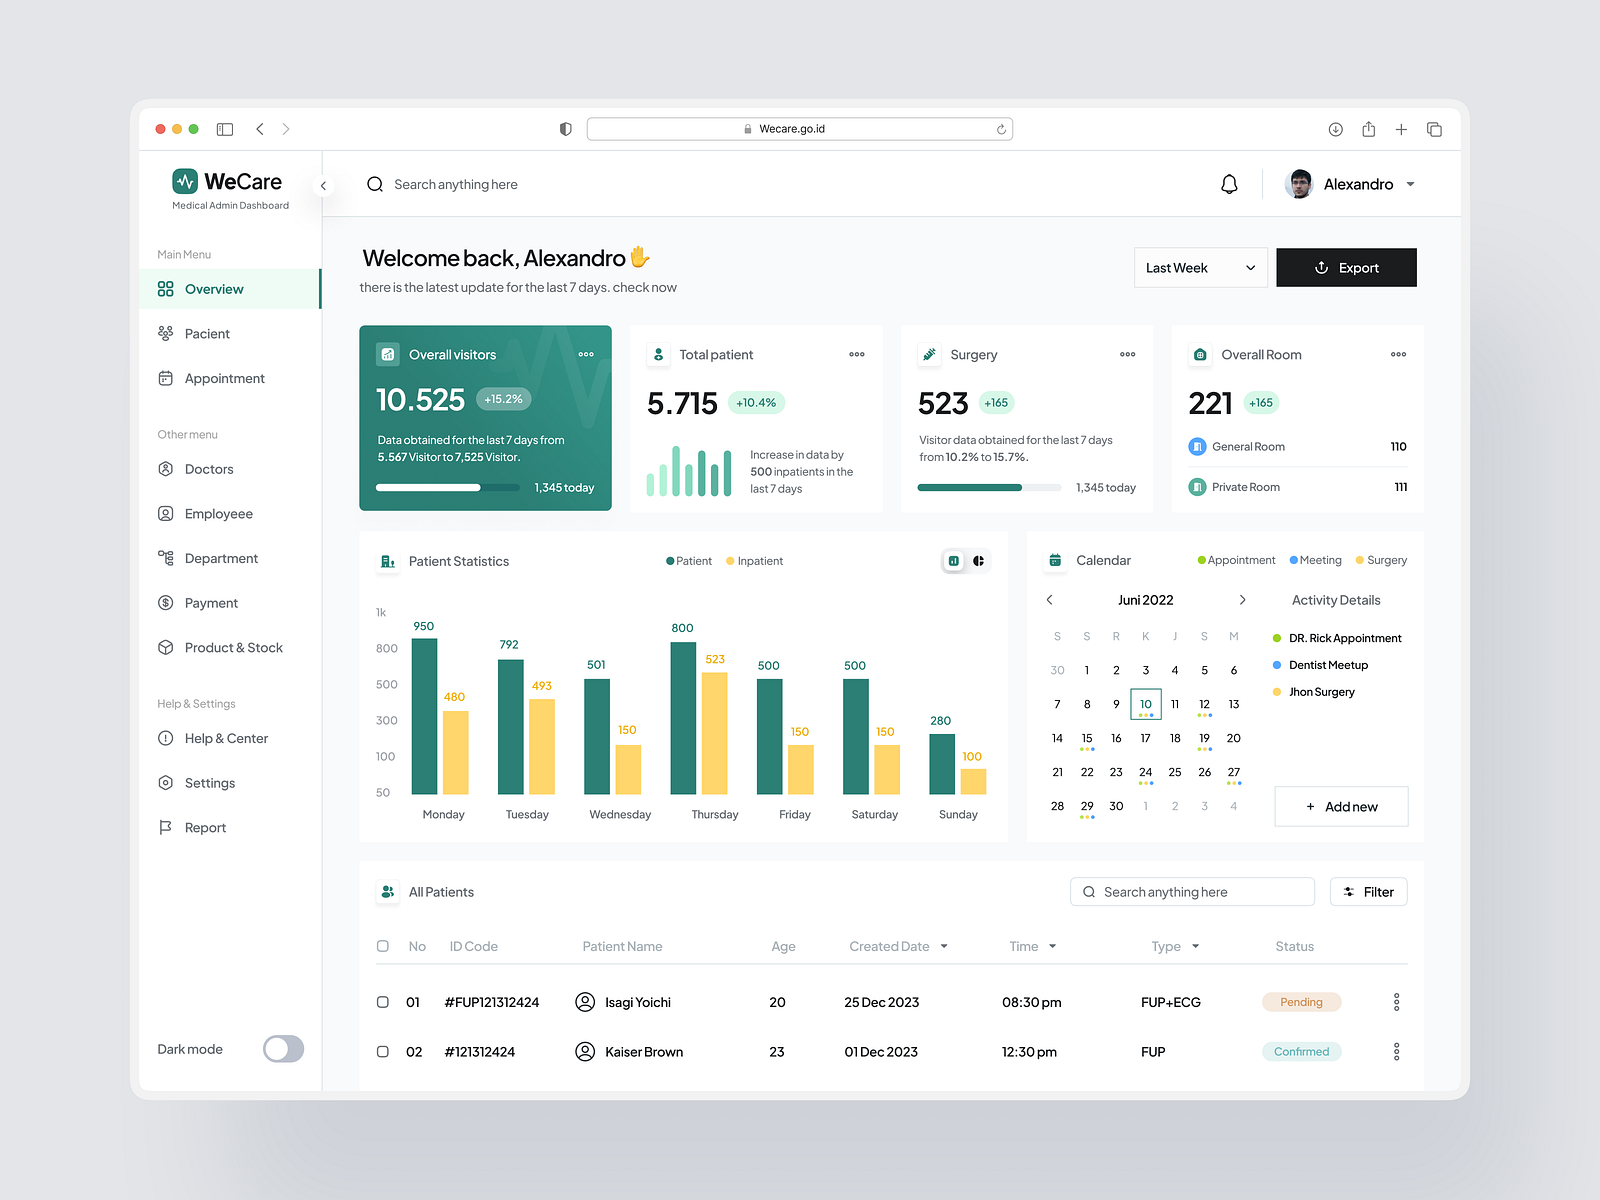 Wecare.go.id
WeCare
Medical Admin Dashboard
Search anything here
Alexandro
Main Menu
Overview
Pacient
Appointment
Other menu
Doctors
Employeee
Department
Payment
Product & Stock
Help & Settings
Help & Center
Settings
Report
Dark mode
Welcome back, Alexandro✋
there is the latest update for the last 7 days. check now
Last Week
Export
Overall visitors
10.525 +15.2%
Data obtained for the last 7 days from
5.567 Visitor to 7,525 Visitor.
1,345 today
Total patient
5.715 +10.4%
Increase in data by
500 inpatients in the
last 7 days
Surgery
523 +165
Visitor data obtained for the last 7 days
from 10.2% to 15.7%.
1,345 today
Overall Room
221 +165
General Room 110
Private Room 111
Patient Statistics
Patient Inpatient
1k
800
500
300
100
50
950 480
792 493
501 150
800 523
500 150
500 150
280 100
Monday Tuesday Wednesday Thursday Friday Saturday Sunday
Calendar
Appointment Meeting Surgery
Juni 2022
S S R K J S M
30 1 2 3 4 5 6
7 8 9 10 11 12 13
14 15 16 17 18 19 20
21 22 23 24 25 26 27
28 29 30 1 2 3 4
Activity Details
DR. Rick Appointment
Dentist Meetup
Jhon Surgery
+ Add new
All Patients
Search anything here
Filter
No ID Code Patient Name Age Created Date Time Type Status
01 #FUP121312424 Isagi Yoichi 20 25 Dec 2023 08:30 pm FUP+ECG Pending
02 #121312424 Kaiser Brown 23 01 Dec 2023 12:30 pm FUP Confirmed